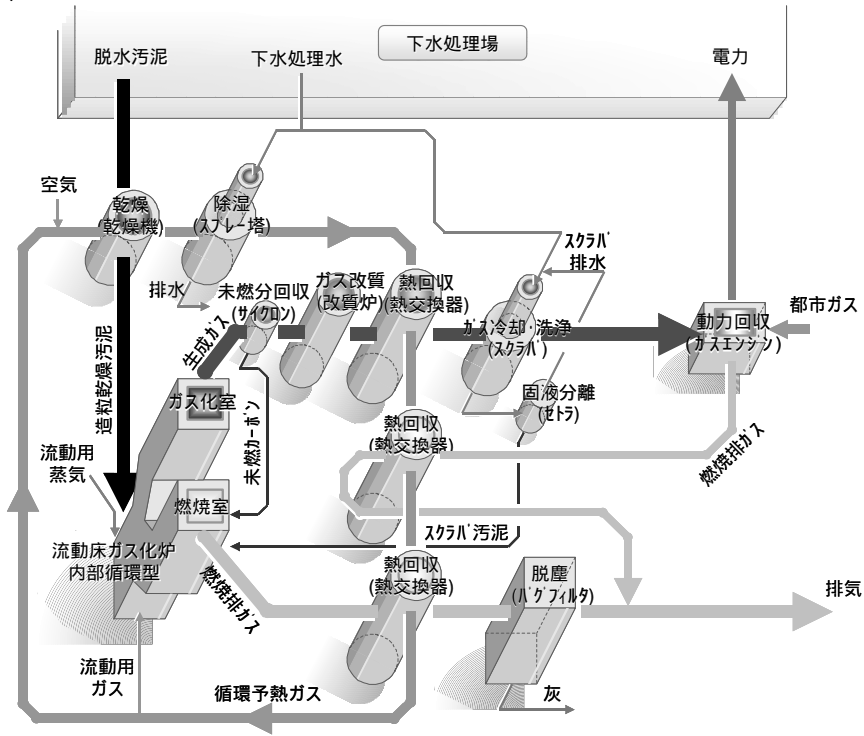 下水処理場
脱水汚泥
下水処理水
電力
空気
乾燥
(乾燥機)
除湿
(スプレー塔)
スクラバ
排水
排水
未燃分回収
(サイクロン)
ガス改質
(改質炉)
熱回収
(熱交換器)
ガス冷却・洗浄
(スクラバ)
動力回収
(ガスエンジン)
都市ガス
生成ガス
造粒乾燥汚泥
ガス化室
未燃カーボン
熱回収
(熱交換器)
固液分離
(セトラ)
燃焼排ガス
流動用
蒸気
燃焼室
スクラバ汚泥
流動床ガス化炉
内部循環型
燃焼排ガス
熱回収
(熱交換器)
脱塵
(バグフィルタ)
排気
流動用
ガス
循環予熱ガス
灰